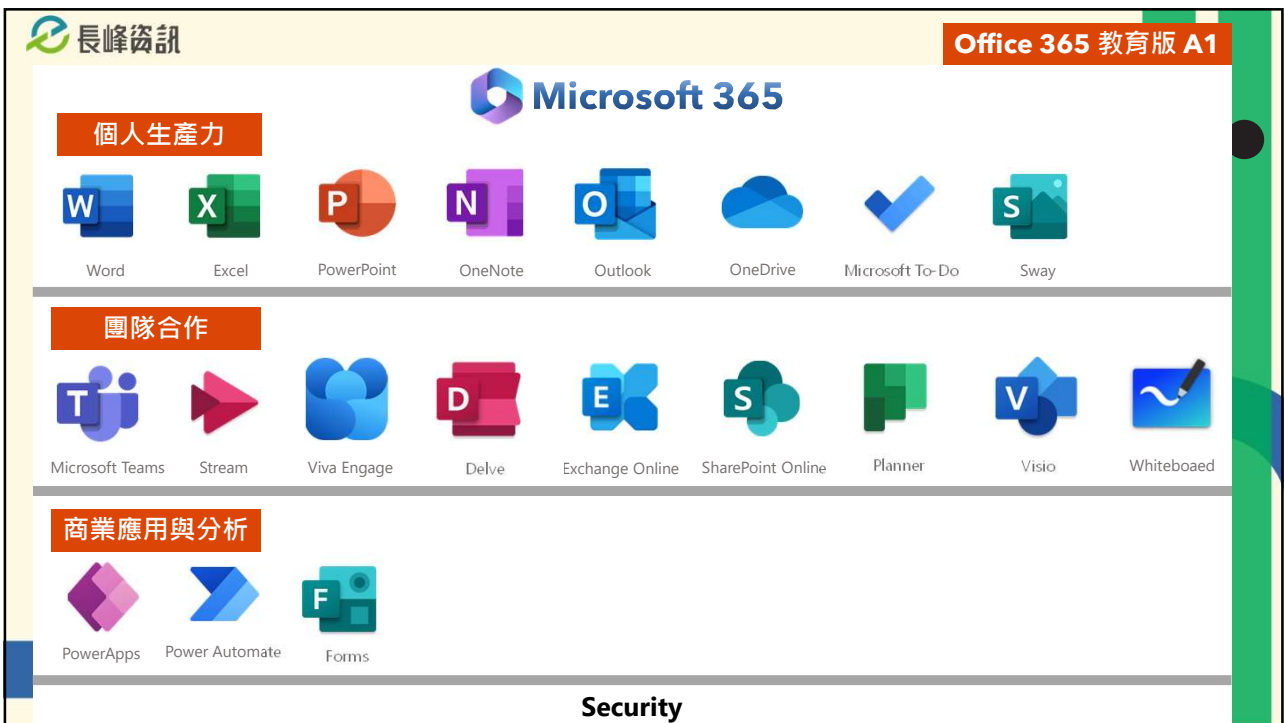 長峰資訊
Office 365 教育版 A1
Microsoft 365
個人生產力
W X P N O S
Word Excel PowerPoint OneNote Outlook OneDrive Microsoft To-Do Sway
團隊合作
T D E S V
Microsoft Teams Stream Viva Engage Delve Exchange Online SharePoint Online Planner Visio Whiteboaed
商業應用與分析
F
PowerApps Power Automate Forms
Security